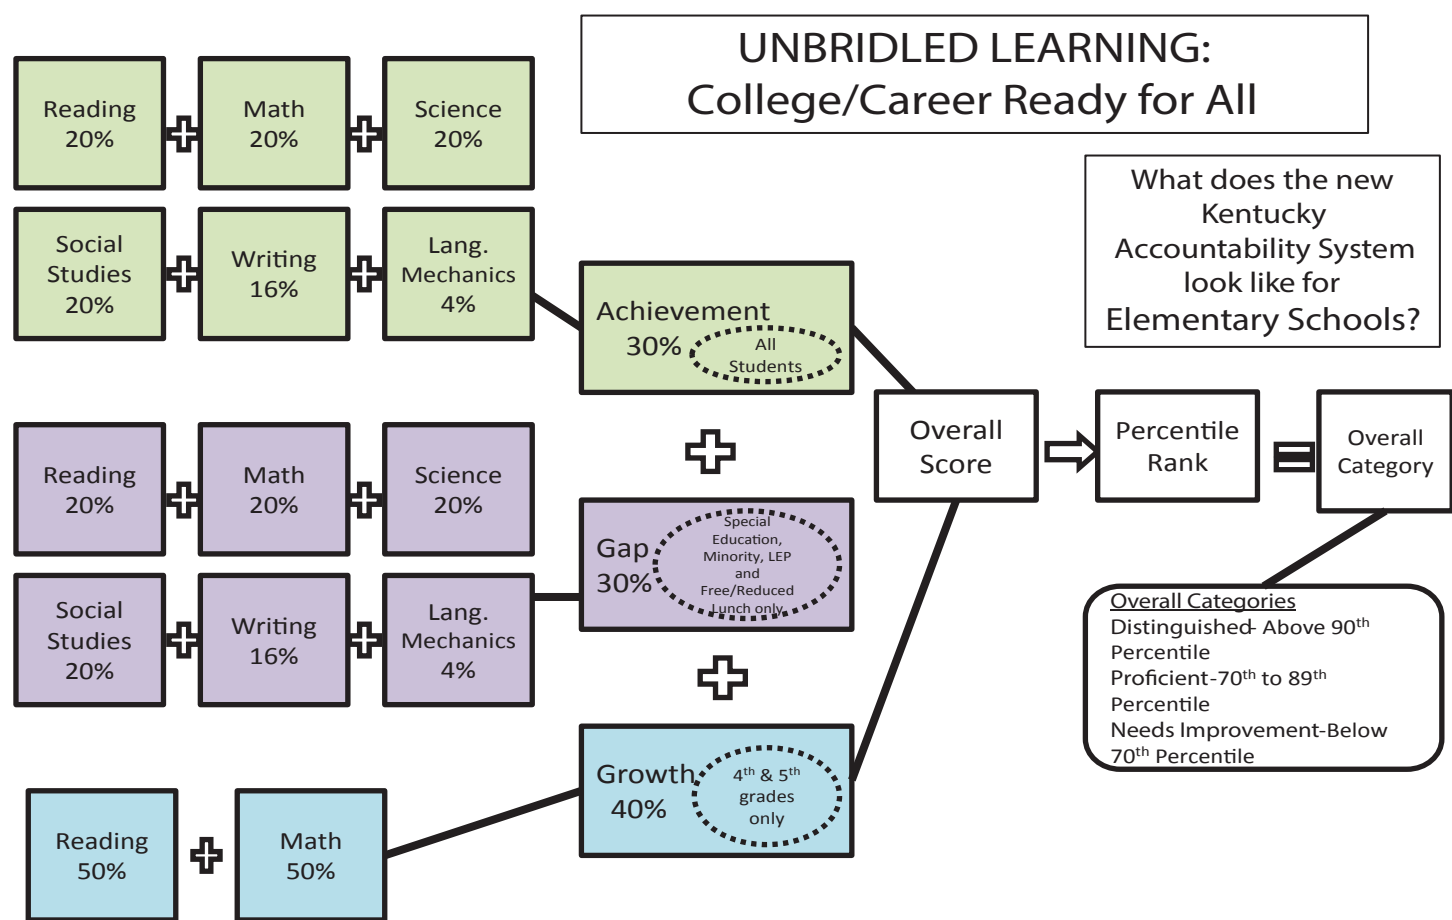 UNBRIDLED LEARNING:
College/Career Ready for All
What does the new
Kentucky
Accountability System
look like for
Elementary Schools?
Reading
20%
Math
20%
Science
20%
Social
Studies
20%
Writing
16%
Lang.
Mechanics
4%
Achievement
30%
All
Students
Reading
20%
Math
20%
Science
20%
Social
Studies
20%
Writing
16%
Lang.
Mechanics
4%
Gap
30%
Special
Education,
Minority, LEP
and
Free/Reduced
Lunch only
Reading
50%
Math
50%
Growth
40%
4th & 5th
grades
only
Overall
Score
Percentile
Rank
Overall
Category
Overall Categories
Distinguished- Above 90th
Percentile
Proficient-70th to 89th
Percentile
Needs Improvement-Below
70th Percentile